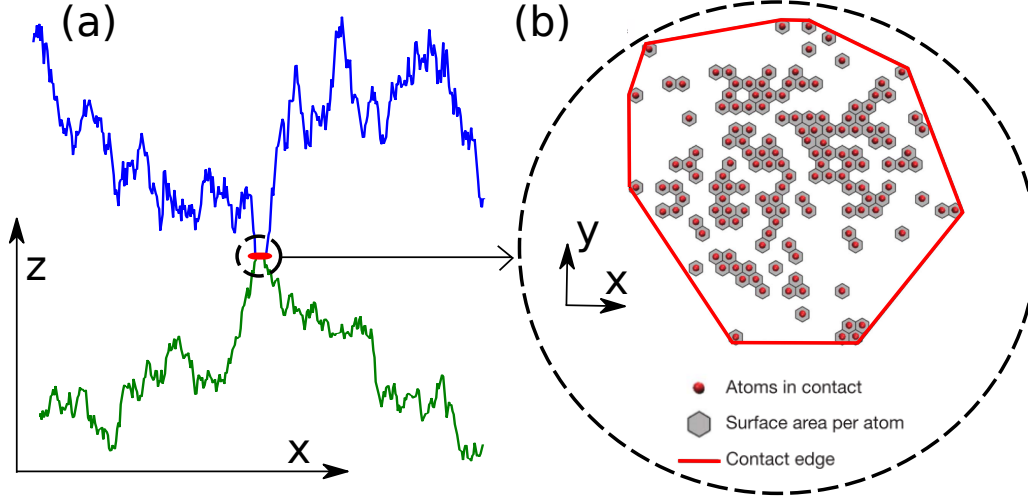 (a)
(b)
z
x
y
x
Atoms in contact
Surface area per atom
Contact edge